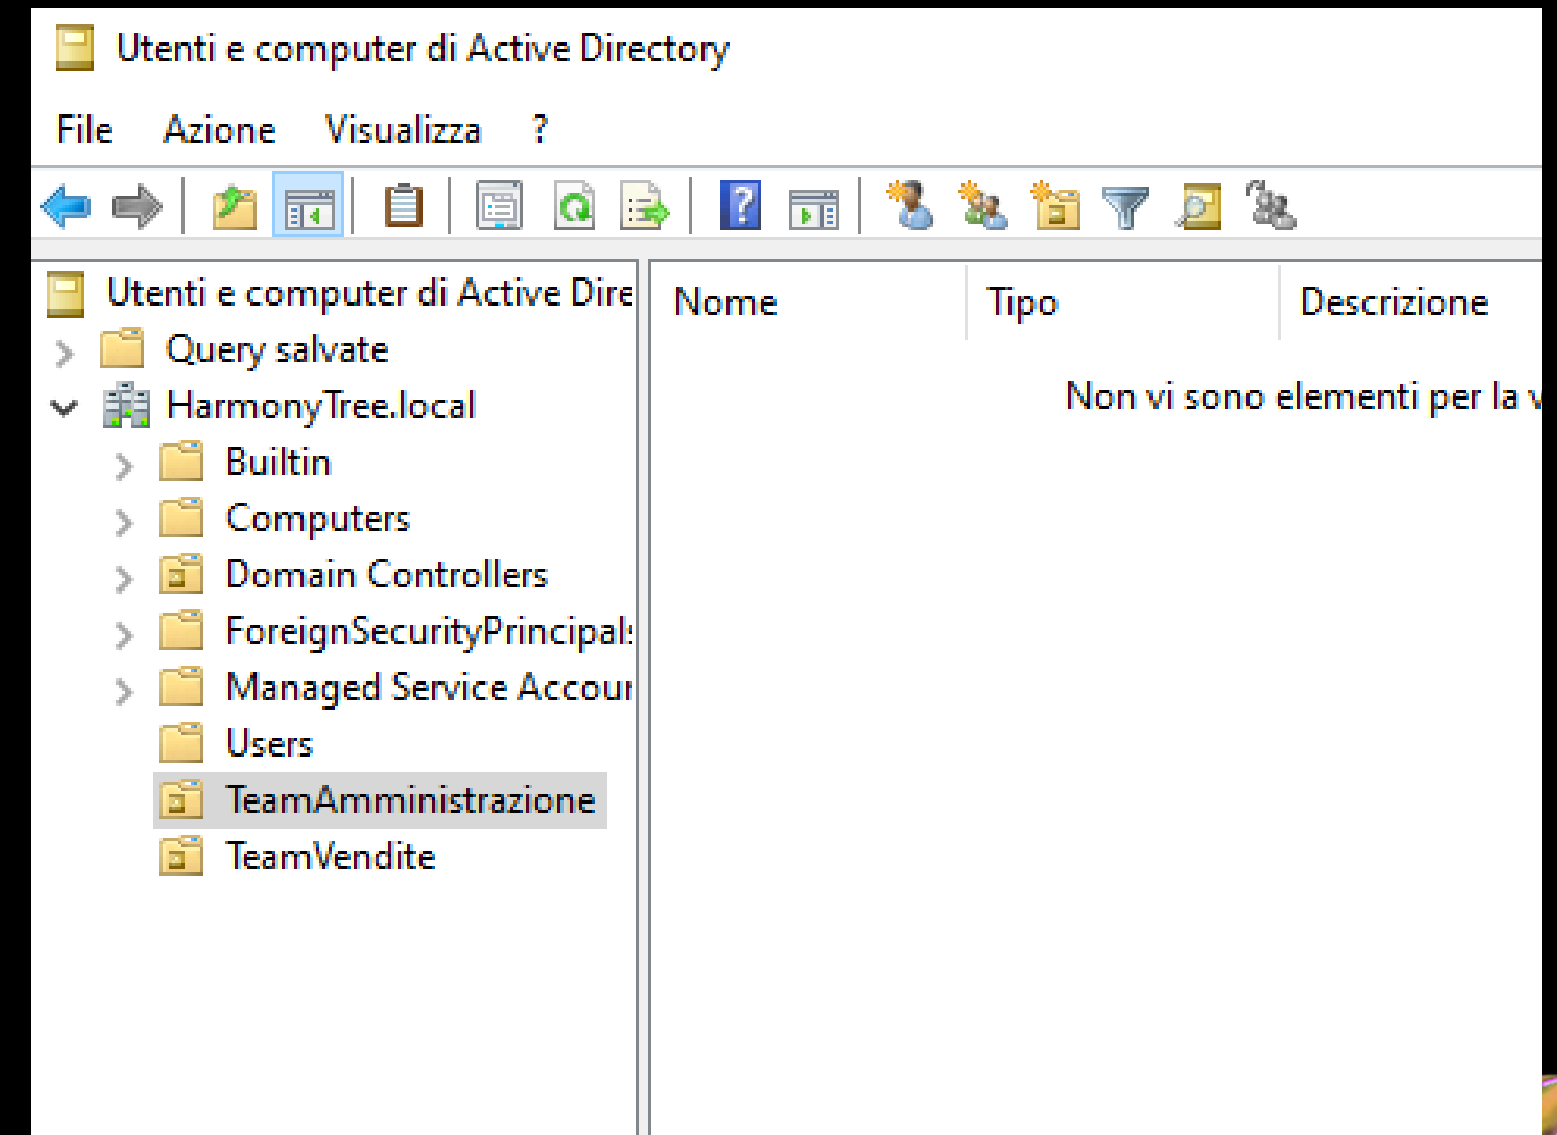 Utenti e computer di Active Directory
File Azione Visualizza ?
Utenti e computer di Active Dire
Query salvate
HarmonyTree.local
Builtin
Computers
Domain Controllers
ForeignSecurityPrincipals
Managed Service Accour
Users
TeamAmministrazione
TeamVendite
Nome Tipo Descrizione
Non vi sono elementi per la v